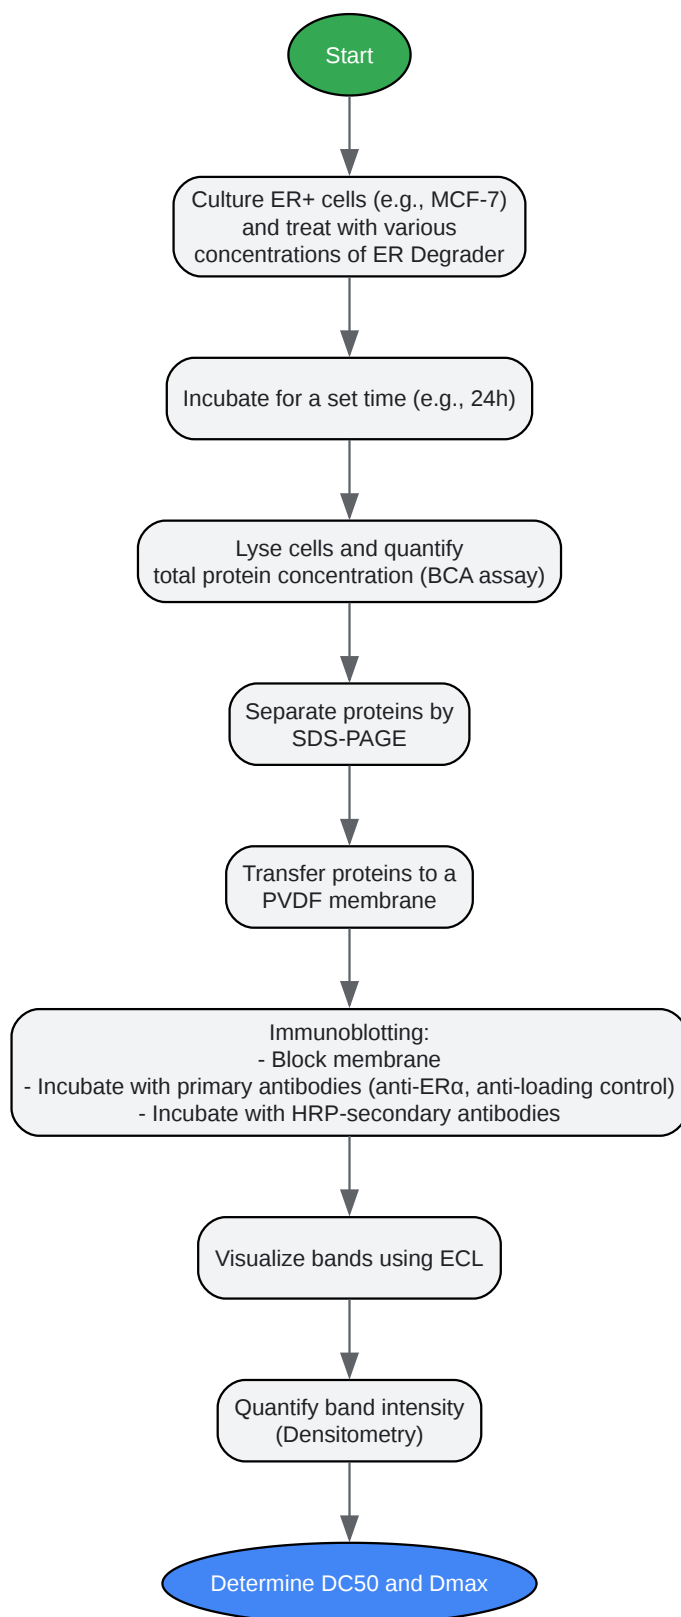 Start
Culture ER+ cells (e.g., MCF-7)
and treat with various
concentrations of ER Degrader
Incubate for a set time (e.g., 24h)
Lyse cells and quantify
total protein concentration (BCA assay)
Separate proteins by
SDS-PAGE
Transfer proteins to a
PVDF membrane
Immunoblotting:
- Block membrane
- Incubate with primary antibodies (anti-ERα, anti-loading control)
- Incubate with HRP-secondary antibodies
Visualize bands using ECL
Quantify band intensity
(Densitometry)
Determine DC50 and Dmax